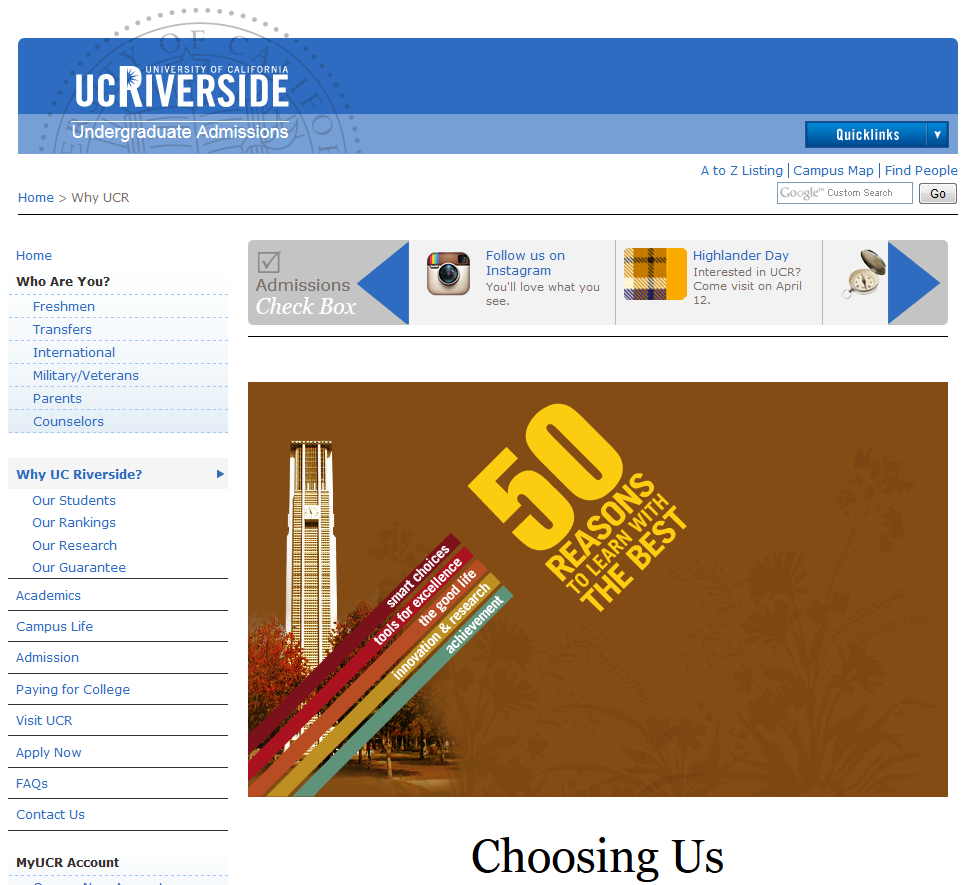 UNIVERSITY OF CALIFORNIA
UCRIVERSIDE
Undergraduate Admissions
Quicklinks
A to Z Listing | Campus Map | Find People
Google™ Custom Search
Go
Home > Why UCR
Home
Who Are You?
Freshmen
Transfers
International
Military/Veterans
Parents
Counselors
Why UC Riverside?
Our Students
Our Rankings
Our Research
Our Guarantee
Academics
Campus Life
Admission
Paying for College
Visit UCR
Apply Now
FAQs
Contact Us
MyUCR Account
Admissions
Check Box
Follow us on
Instagram
You'll love what you
see.
Highlander Day
Interested in UCR?
Come visit on April
12.
50
REASONS
TO LEARN WITH
THE BEST
smart choices
tools for excellence
the good life
innovation & research
achievement
Choosing Us